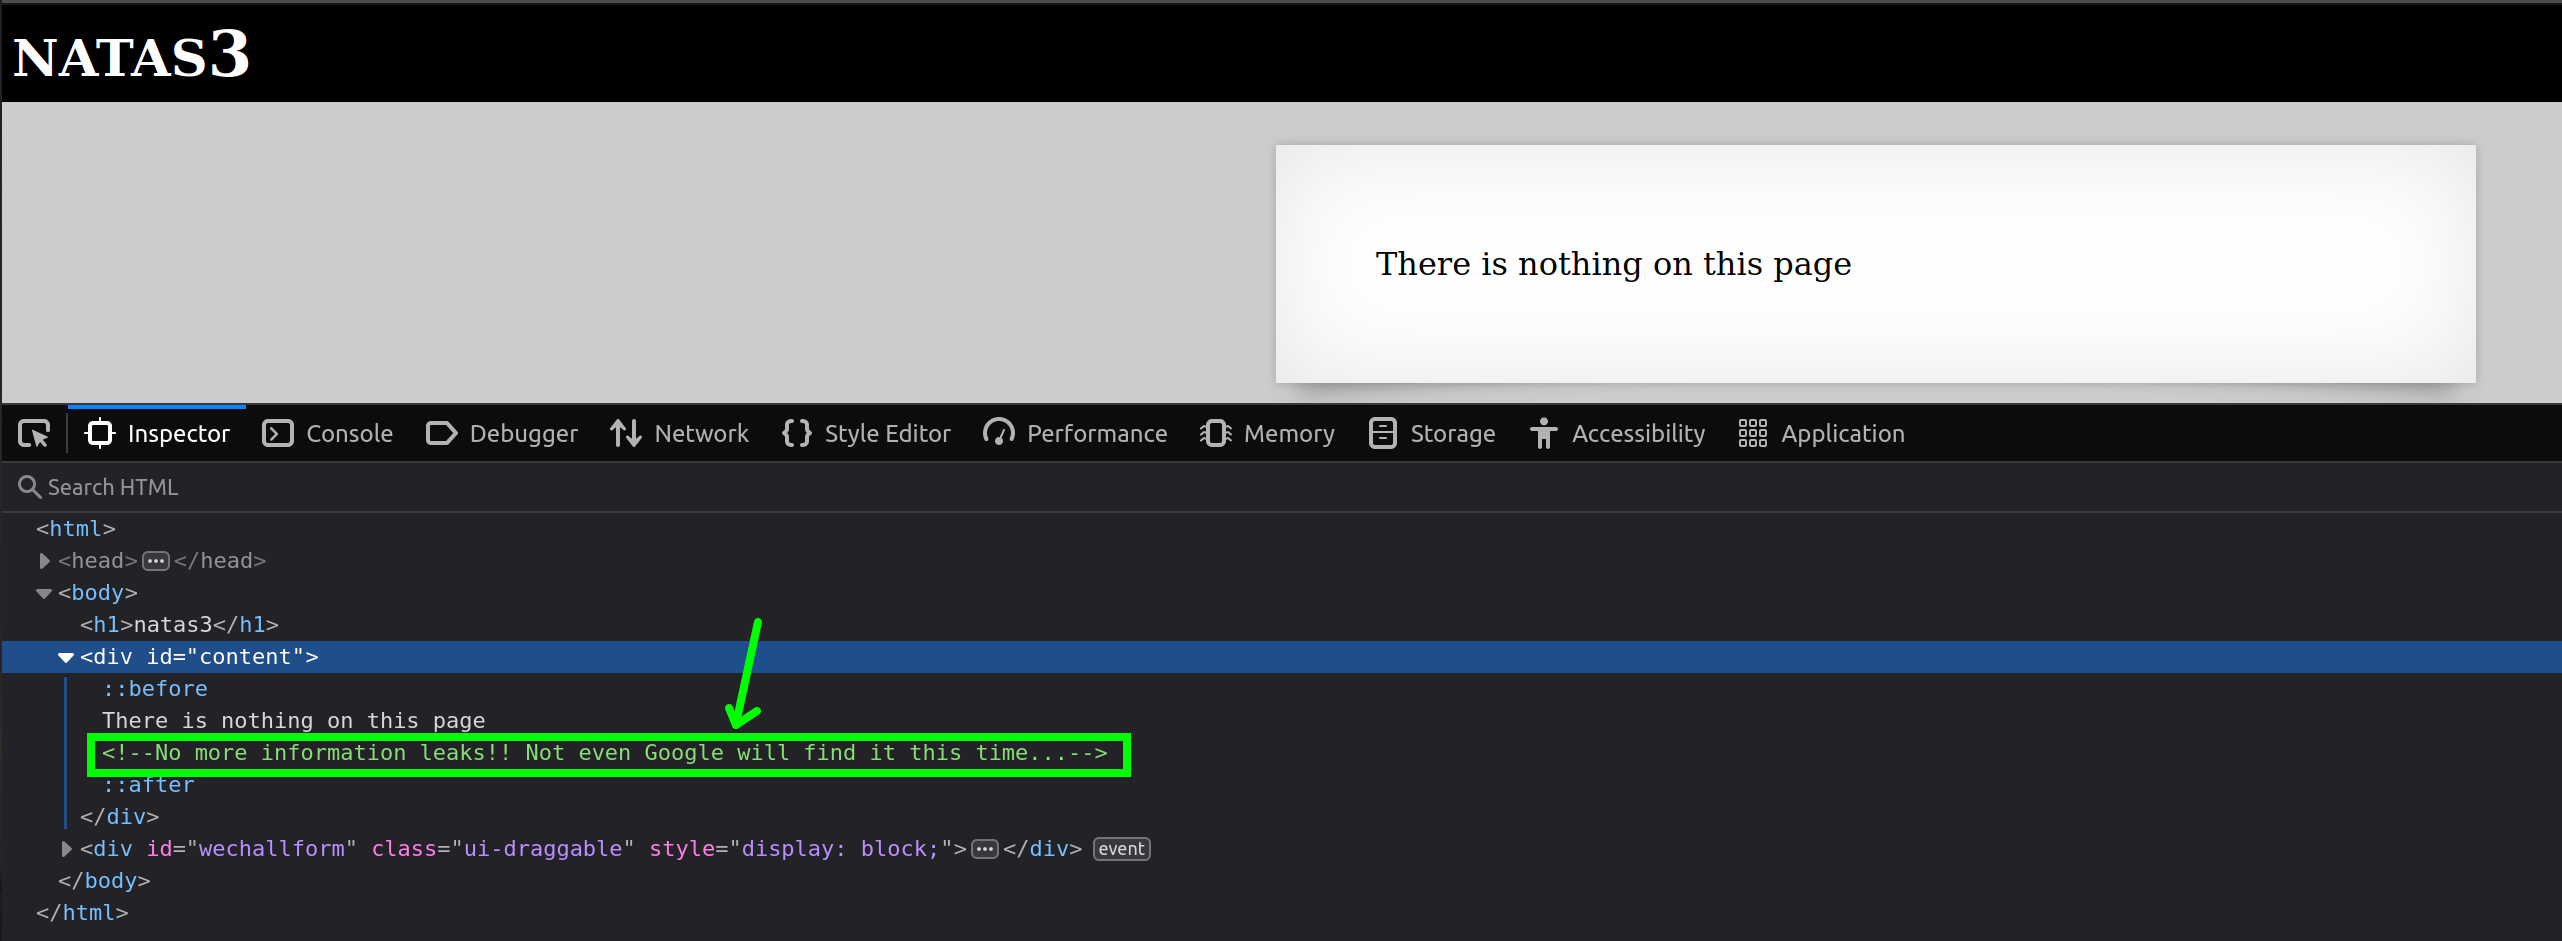 NATAS3
There is nothing on this page
Inspector Console Debugger Network {} Style Editor Performance Memory Storage Accessibility Application
Search HTML
<html>
<head>...</head>
<body>
<h1>natas3</h1>
<div id="content">
::before
There is nothing on this page
<!--No more information leaks!! Not even Google will find it this time...-->
::after
</div>
<div id="wechallform" class="ui-draggable" style="display: block;">...</div> event
</body>
</html>